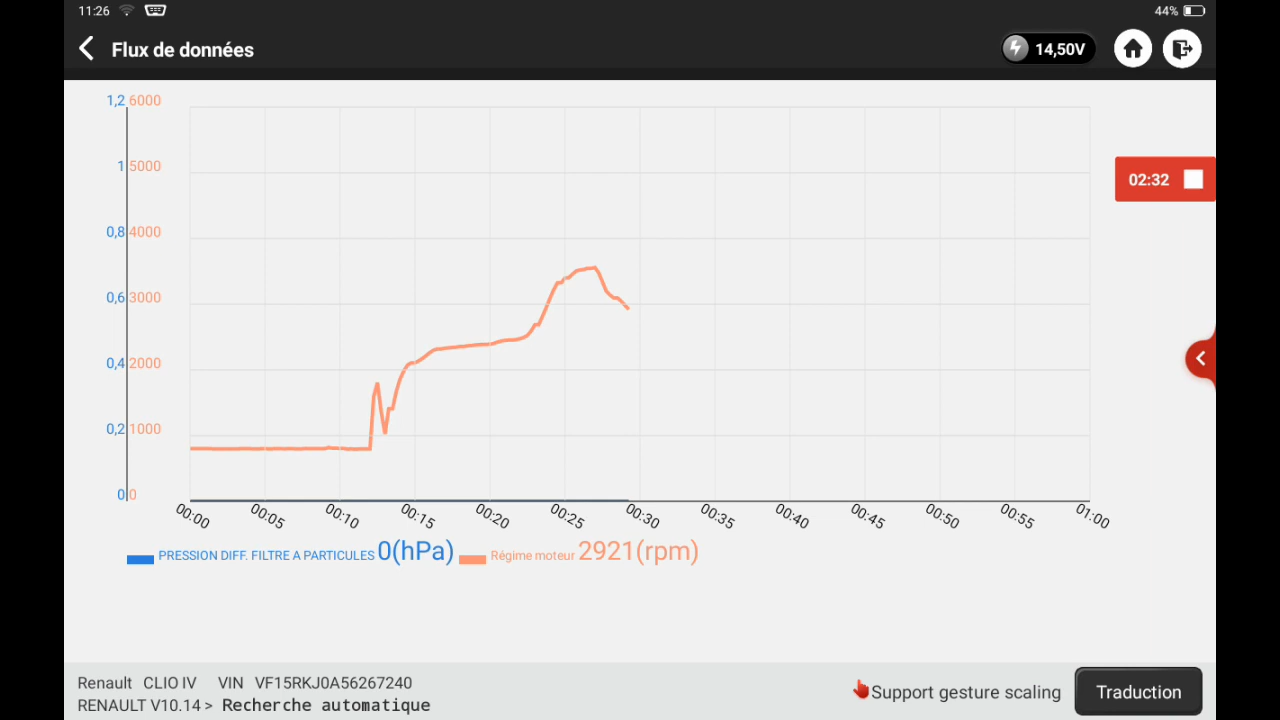 11:26 44%
Flux de données 14,50V
1,2 6000
1 5000
02:32
0,8 4000
0,6 3000
0,4 2000
0,2 1000
0 0
00:00 00:05 00:10 00:15 00:20 00:25 00:30 00:35 00:40 00:45 00:50 00:55 01:00
PRESSION DIFF. FILTRE A PARTICULES 0(hPa) Régime moteur 2921(rpm)
Renault CLIO IV VIN VF15RKJ0A56267240
RENAULT V10.14 > Recherche automatique
Support gesture scaling Traduction